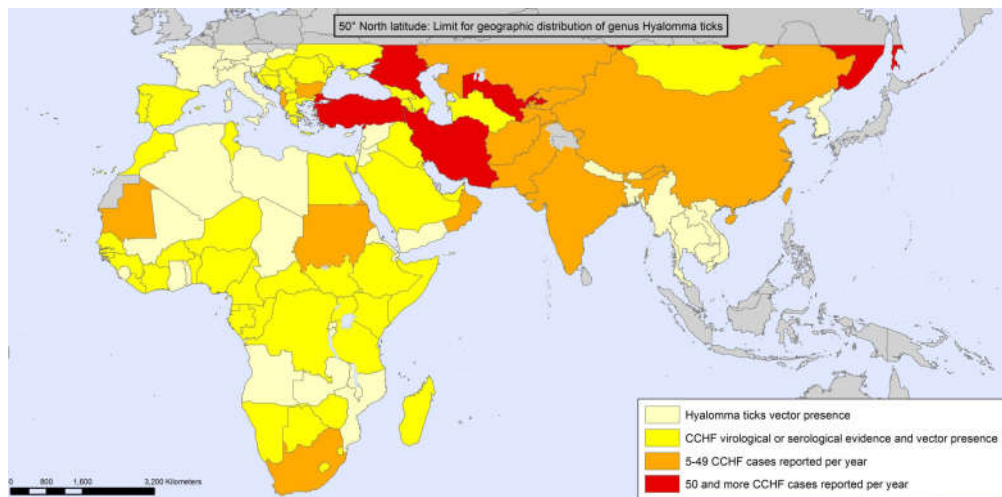 50° North latitude: Limit for geographic distribution of genus Hyalomma ticks
Hyalomma ticks vector presence
CCHF virological or serological evidence and vector presence
5-49 CCHF cases reported per year
50 and more CCHF cases reported per year
0 800 1,600 3,200 Kilometers